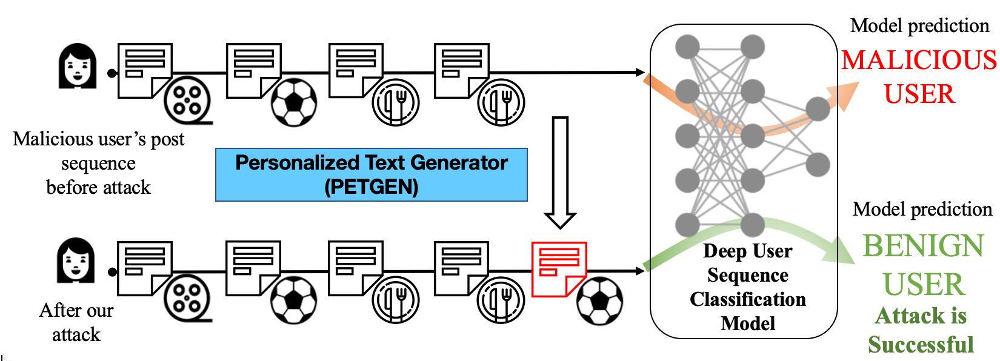 Model prediction
MALICIOUS
USER
Malicious user's post
sequence
before attack
Personalized Text Generator
(PETGEN)
Model prediction
BENIGN
USER
Attack is
Successful
Deep User
Sequence
Classification
Model
After our
attack